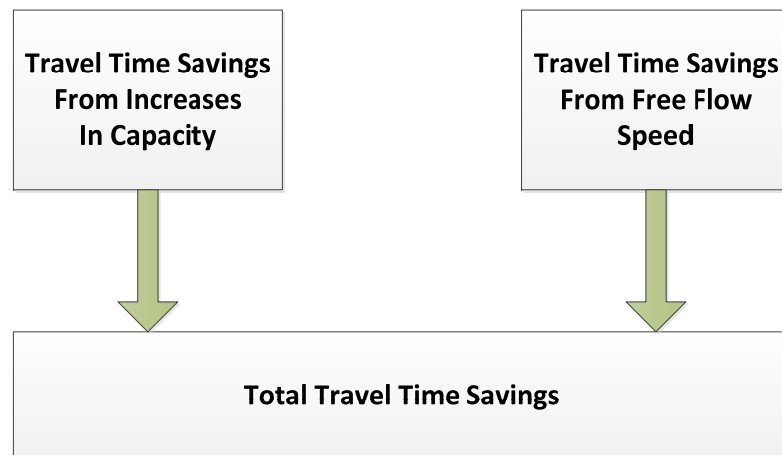 Travel Time Savings
From Increases
In Capacity
Travel Time Savings
From Free Flow
Speed
Total Travel Time Savings